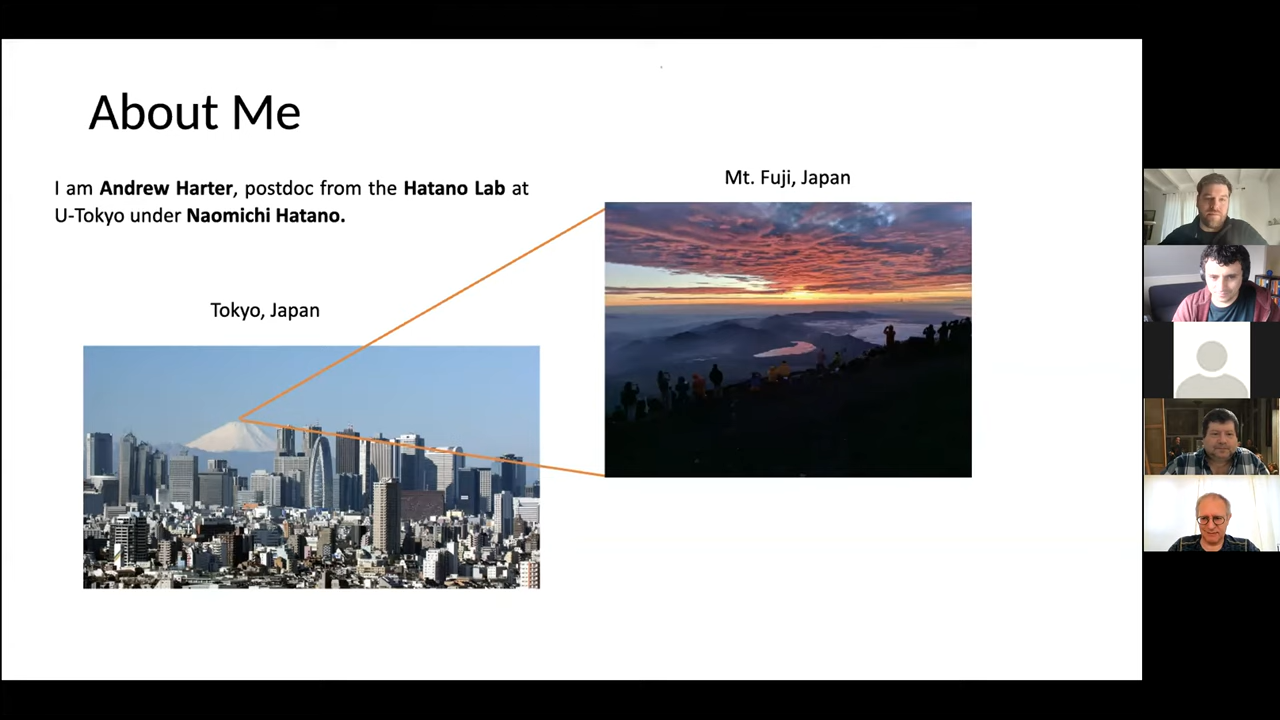 About Me
I am Andrew Harter, postdoc from the Hatano Lab at
U-Tokyo under Naomichi Hatano.
Mt. Fuji, Japan
Tokyo, Japan